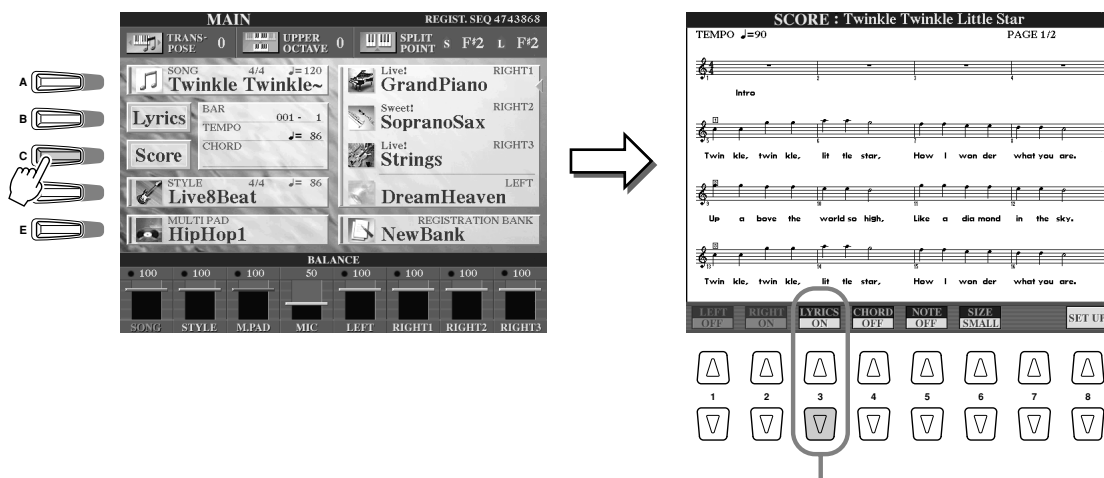 MAIN REGIST. SEQ 4743868
TRANS-POSE 0 UPPER OCTAVE 0 SPLIT POINT S F#2 L F#2
A
B
C
E
SONG 4/4 ♩=120
Twinkle Twinkle~
Lyrics
BAR 001 - 1
TEMPO ♩= 86
CHORD
Score
STYLE 4/4 ♩= 86
Live8Beat
MULTI PAD
HipHop1
Live! RIGHT1
GrandPiano
Sweet! RIGHT2
SopranoSax
Live! RIGHT3
Strings
LEFT
DreamHeaven
REGISTRATION BANK
NewBank
BALANCE
100 100 100 50 100 100 100 100
SONG STYLE M.PAD MIC LEFT RIGHT1 RIGHT2 RIGHT3
SCORE : Twinkle Twinkle Little Star
TEMPO ♩=90 PAGE 1/2
Intro
Twin kle, twin kle, lit tle star, How I won der what you are.
Up a bove the world so high, Like a dia mond in the sky.
Twin kle, twin kle, lit tle star, How I won der what you are.
LEFT RIGHT LYRICS CHORD NOTE SIZE
OFF ON ON OFF OFF SMALL SET UP
1 2 3 4 5 6 7 8